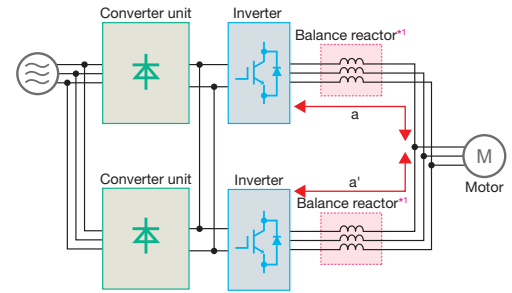 Converter unit
Inverter
Balance reactor*1
a
M
Motor
a'
Converter unit
Inverter
Balance reactor*1